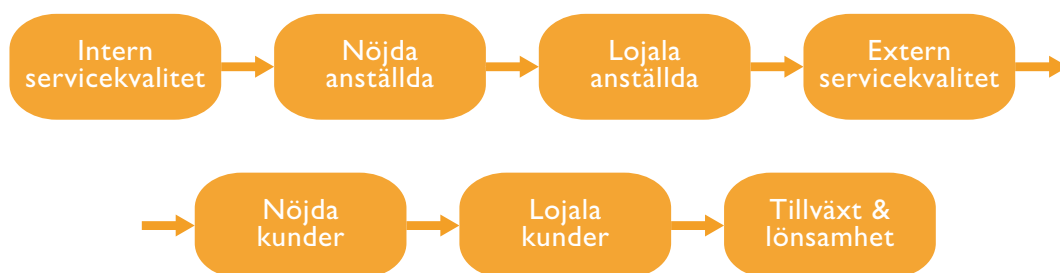 Intern
servicekvalitet
Nöjda
anställda
Lojala
anställda
Extern
servicekvalitet
Nöjda
kunder
Lojala
kunder
Tillväxt &
lönsamhet